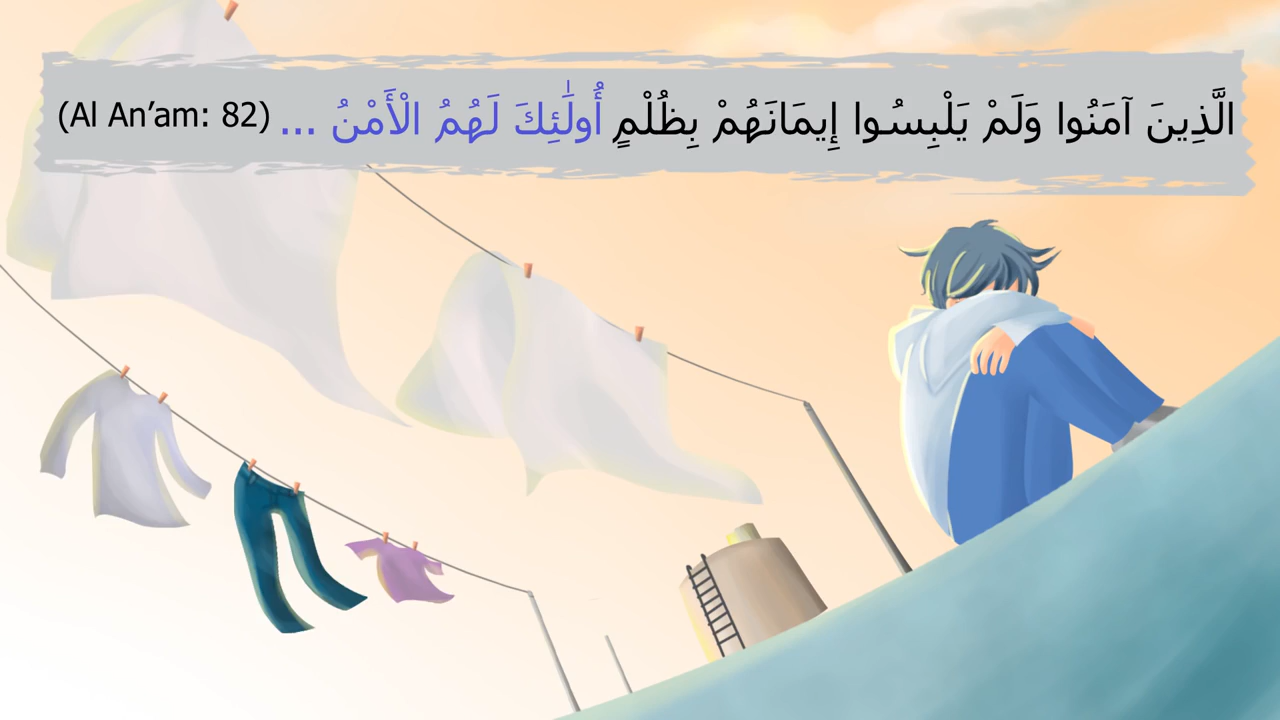 الَّذِينَ آمَنُوا وَلَمْ يَلْبِسُوا إِيمَانَهُمْ بِظُلْمٍ أُولَٰئِكَ لَهُمُ الْأَمْنُ ... (Al An’am: 82)